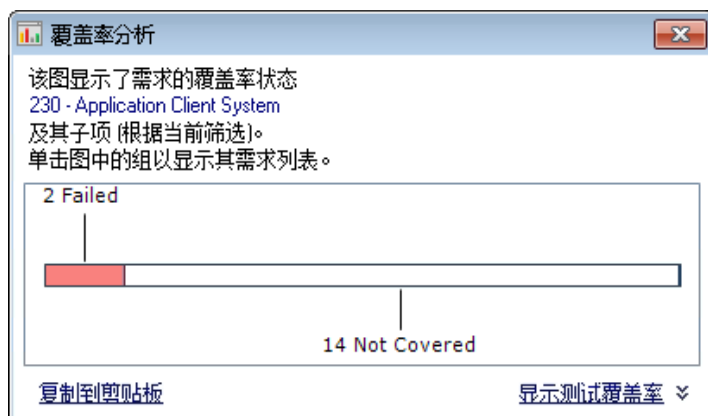 覆盖率分析
该图显示了需求的覆盖率状态
230 - Application Client System
及其子项 (根据当前筛选)。
单击图中的组以显示其需求列表。
2 Failed
14 Not Covered
复制到剪贴板
显示测试覆盖率